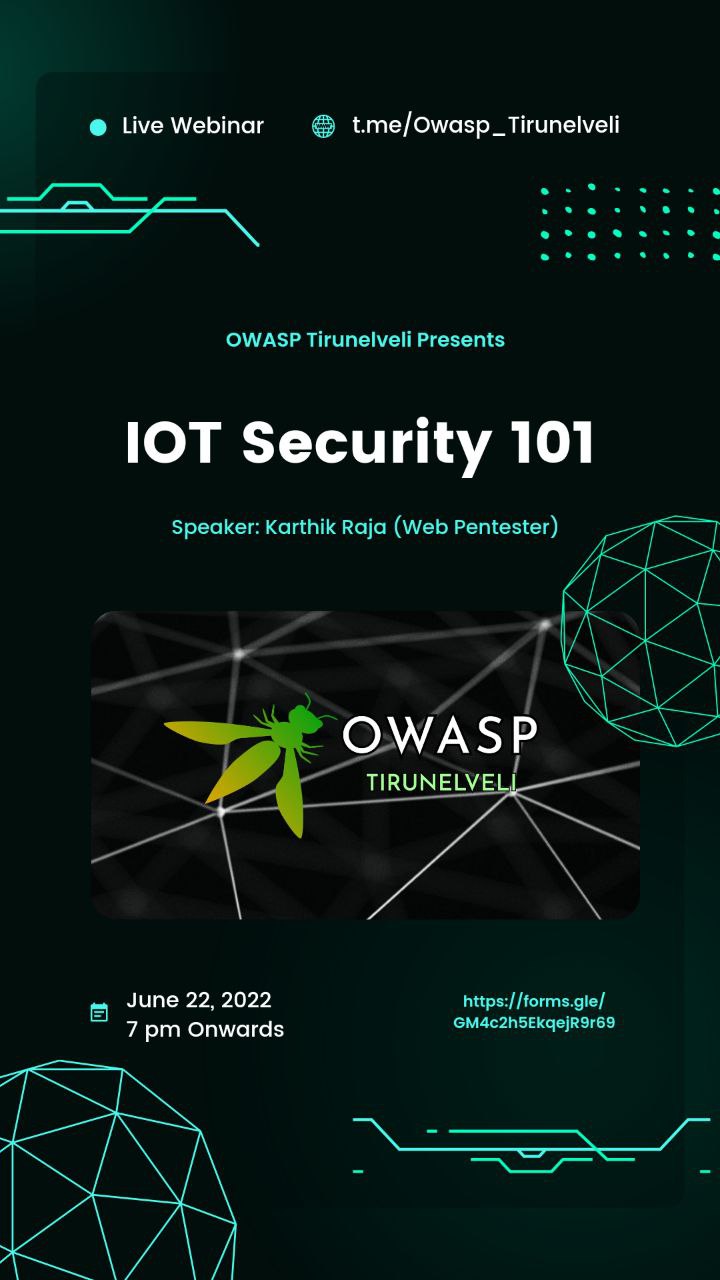 Live Webinar
t.me/Owasp_Tirunelveli
OWASP Tirunelveli Presents
IOT Security 101
Speaker: Karthik Raja (Web Pentester)
OWASP
TIRUNELVELI
June 22, 2022
7 pm Onwards
https://forms.gle/
GM4c2h5EkqejR9r69